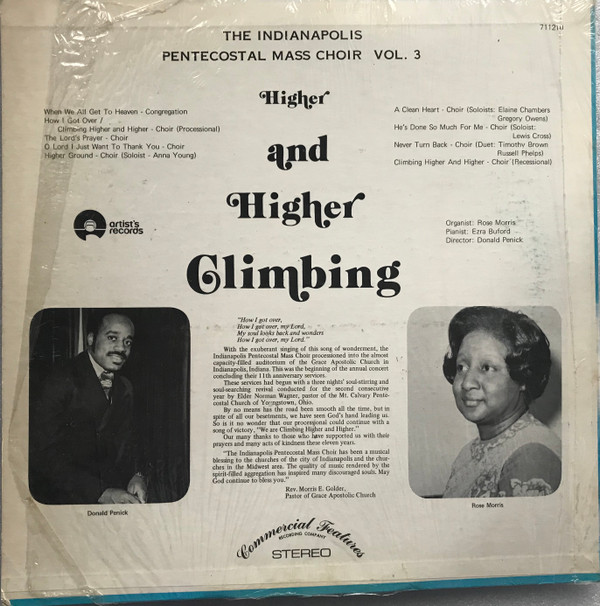 THE INDIANAPOLIS
711210
PENTECOSTAL MASS CHOIR VOL. 3
Higher
and
Higher
Climbing
When We All Get To Heaven - Congregation
How I Got Over /
Climbing Higher and Higher - Choir (Processional)
The Lord's Prayer - Choir
O Lord I Just Want To Thank You - Choir
Higher Ground - Choir (Soloist - Anna Young)
A Clean Heart - Choir (Soloists: Elaine Chambers
Gregory Owens)
He's Done So Much For Me - Choir (Soloist:
Lewis Cross)
Never Turn Back - Choir (Duet: Timothy Brown
Russell Phelps)
Climbing Higher And Higher - Choir (Recessional)
artist's
records
Organist: Rose Morris
Pianist: Ezra Buford
Director: Donald Penick
"How I got over,
How I got over, my Lord,
My soul looks back and wonders
How I got over, my Lord."
With the exuberant singing of this song of wonderment, the
Indianapolis Pentecostal Mass Choir processioned into the almost
capacity-filled auditorium of the Grace Apostolic Church in
Indianapolis, Indiana. This was the beginning of the annual concert
concluding their 11th anniversary services.
These services had begun with a three nights' soul-stirring and
soul-searching revival conducted for the second consecutive
year by Elder Norman Wagner, pastor of the Mt. Calvary Pente-
costal Church of Youngstown, Ohio.
By no means has the road been smooth all the time, but in
spite of all our besetments, we have seen God's hand leading us.
So is it no wonder that our processional could continue with a
song of victory, "We are Climbing Higher and Higher."
Our many thanks to those who have supported us with their
prayers and many acts of kindness these eleven years.
"The Indianapolis Pentecostal Mass Choir has been a musical
blessing to the churches of the city of Indianapolis and the chur-
ches in the Midwest area. The quality of music rendered by the
spirit-filled aggregation has inspired many discouraged souls. May
God continue to bless you."
Rev. Morris E. Golder,
Pastor of Grace Apostolic Church
Donald Penick
Rose Morris
Commercial Features
RECORDING COMPANY
STEREO